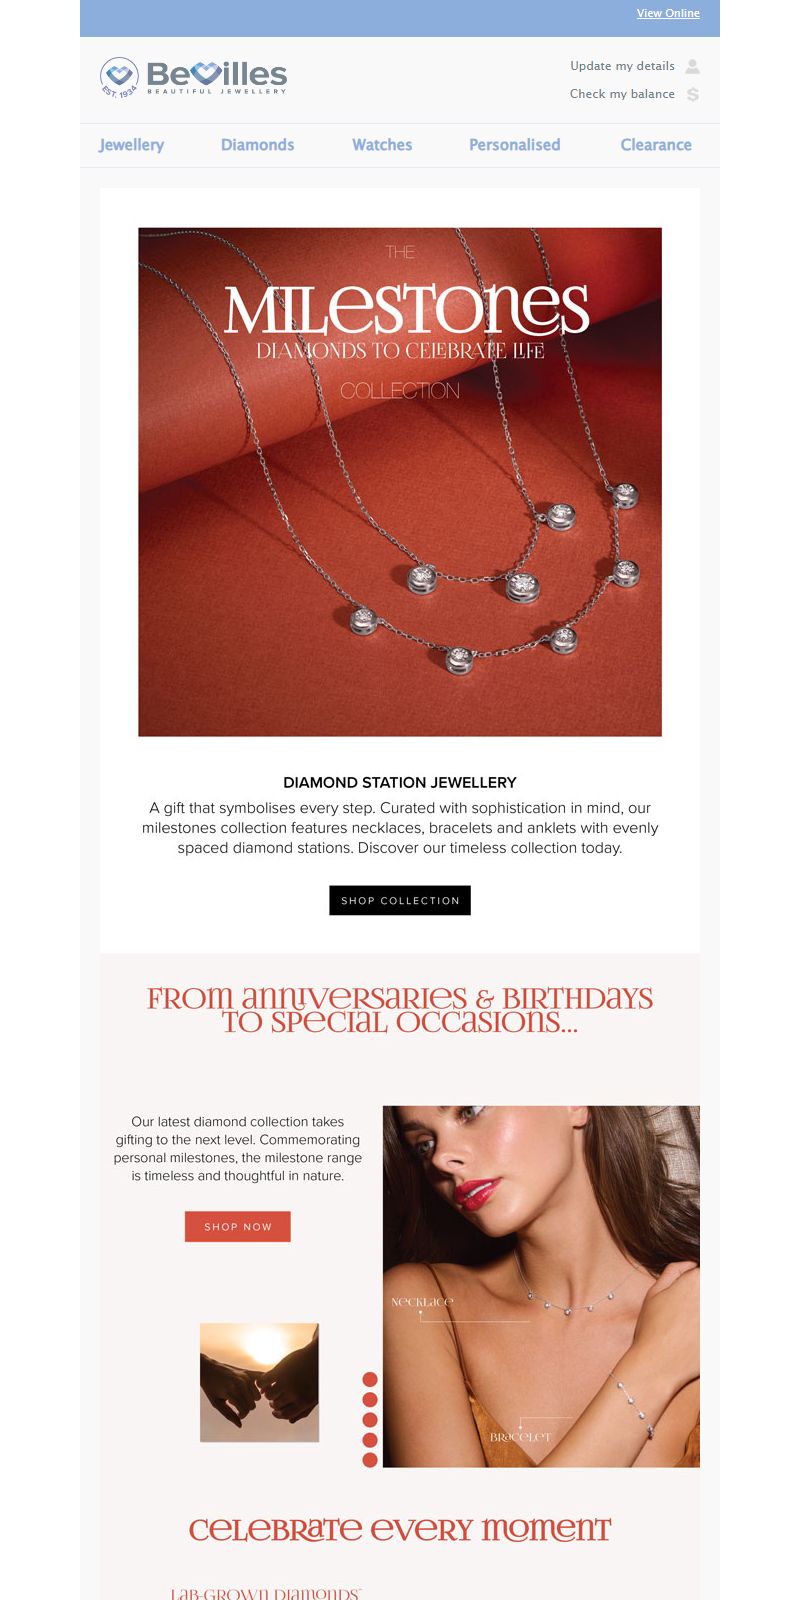 View Online
EST. 1934
Bevilles
BEAUTIFUL JEWELLERY
Update my details
Check my balance
Jewellery Diamonds Watches Personalised Clearance
THE
MILESTONES
DIAMONDS TO CELEBRATE LIFE
COLLECTION
DIAMOND STATION JEWELLERY
A gift that symbolises every step. Curated with sophistication in mind, our
milestones collection features necklaces, bracelets and anklets with evenly
spaced diamond stations. Discover our timeless collection today.
SHOP COLLECTION
FROM ANNIVERSARIES & BIRTHDAYS
TO SPECIAL OCCASIONS...
Our latest diamond collection takes
gifting to the next level. Commemorating
personal milestones, the milestone range
is timeless and thoughtful in nature.
SHOP NOW
NECKLACE
BRACELET
CELEBRATE EVERY MOMENT
LAB-GROWN DIAMONDS